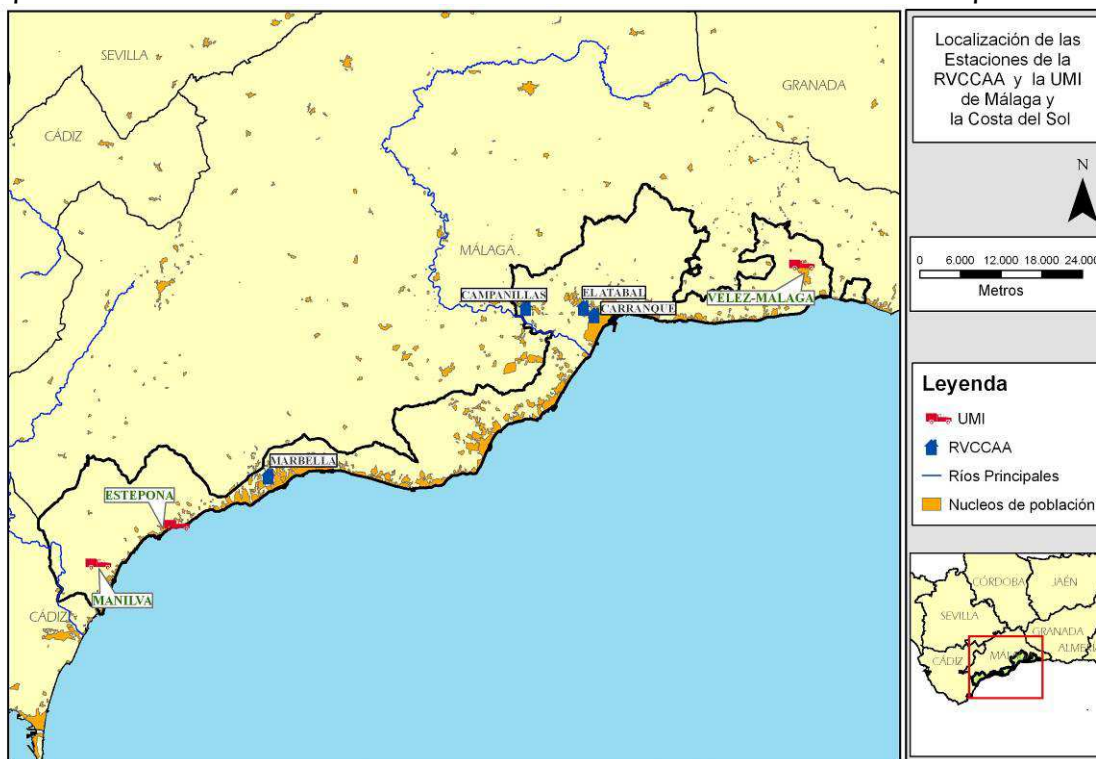 SEVILLA
CÁDIZ
GRANADA
MÁLAGA
CAMPANILLAS
EL ATABAL
CARRANQUE
VELEZ-MALAGA
MARBELLA
ESTEPONA
MANILVA
CÁDIZ
Localización de las
Estaciones de la
RVCCAA y la UMI
de Málaga y
la Costa del Sol
N
0 6.000 12.000 18.000 24.000
Metros
Leyenda
UMI
RVCCAA
Ríos Principales
Nucleos de población
CÓRDOBA
JAÉN
SEVILLA
GRANADA
CÁDIZ